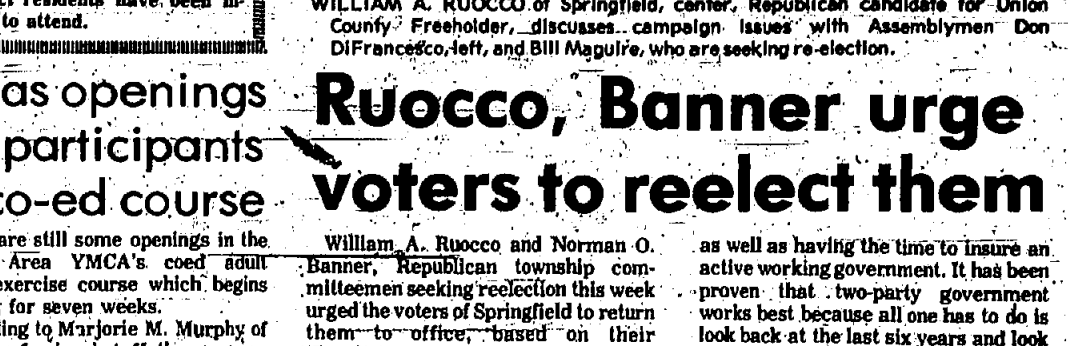 to attend.
as openings
participants
co-ed course
are still some openings in the
Area YMCA's coed adult
exercise course which begins
for seven weeks.
ing to Marjorie M. Murphy of
WILLIAM A. RUOCCO of Springfield, center, Republican candidate for Union
County Freeholder, discusses campaign issues with Assemblymen Don
DiFrancesco, left, and Bill Maguire, who are seeking re-election.
Ruocco, Banner urge
voters to reelect them
William A. Ruocco and Norman O.
Banner, Republican township com-
mitteemen seeking reelection this week
urged the voters of Springfield to return
them to office, based on their
as well as having the time to insure an
active working government. It has been
proven that two-party government
works best because all one has to do is
look back at the last six years and look